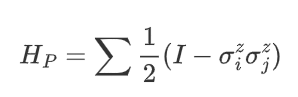 $H_P = \sum \frac{1}{2}(I - \sigma_i^z \sigma_j^z)$